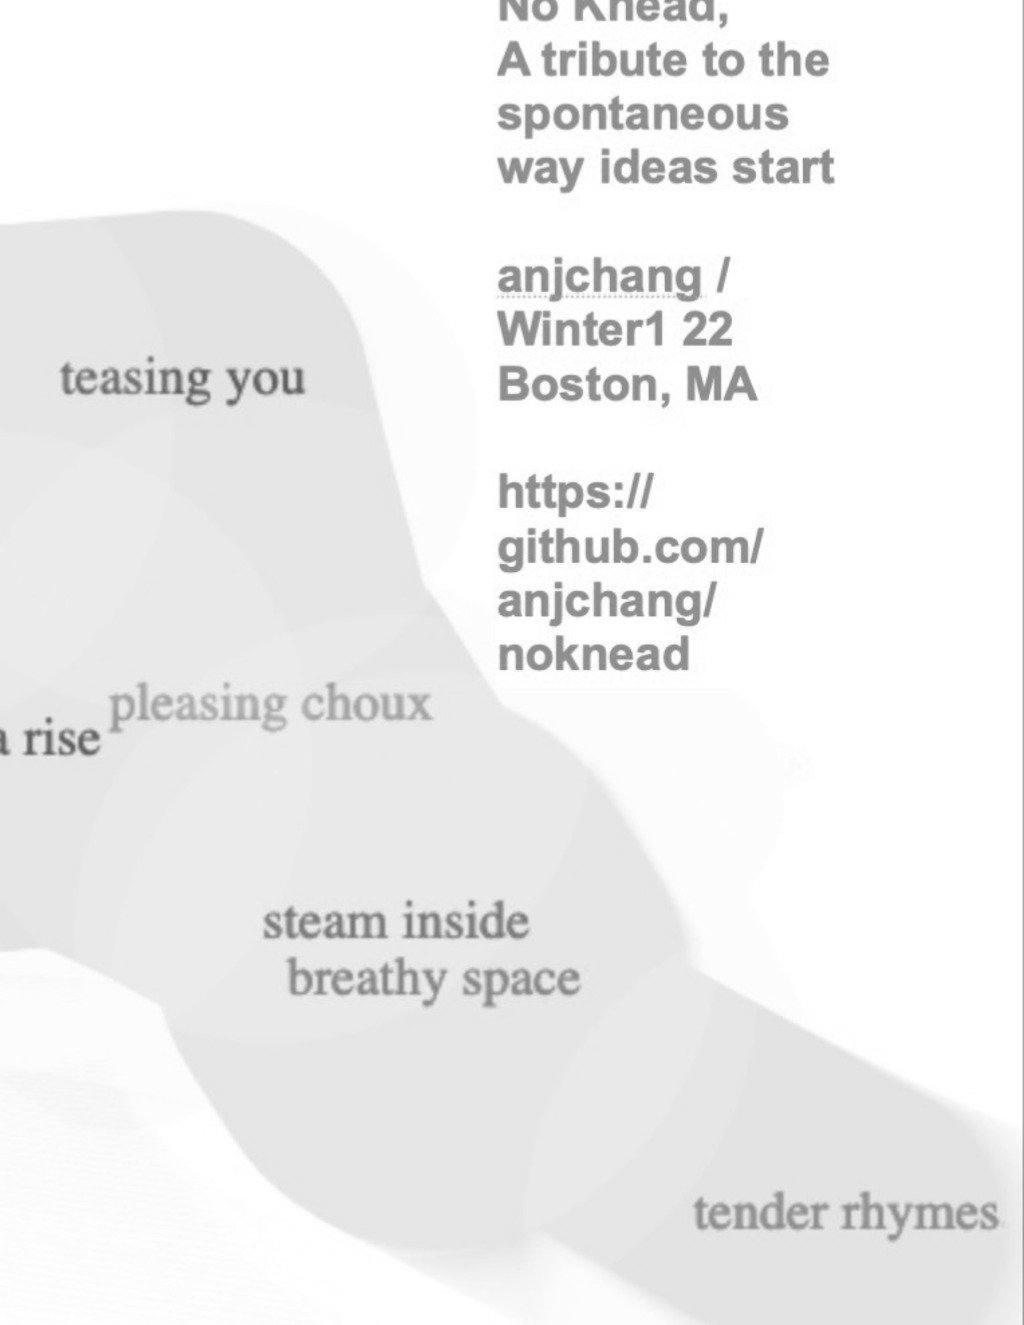 No Knead,
A tribute to the
spontaneous
way ideas start
anjchang /
Winter1 22
Boston, MA
https://
github.com/
anjchang/
noknead
teasing you
pleasing choux
a rise
steam inside
breathy space
tender rhymes